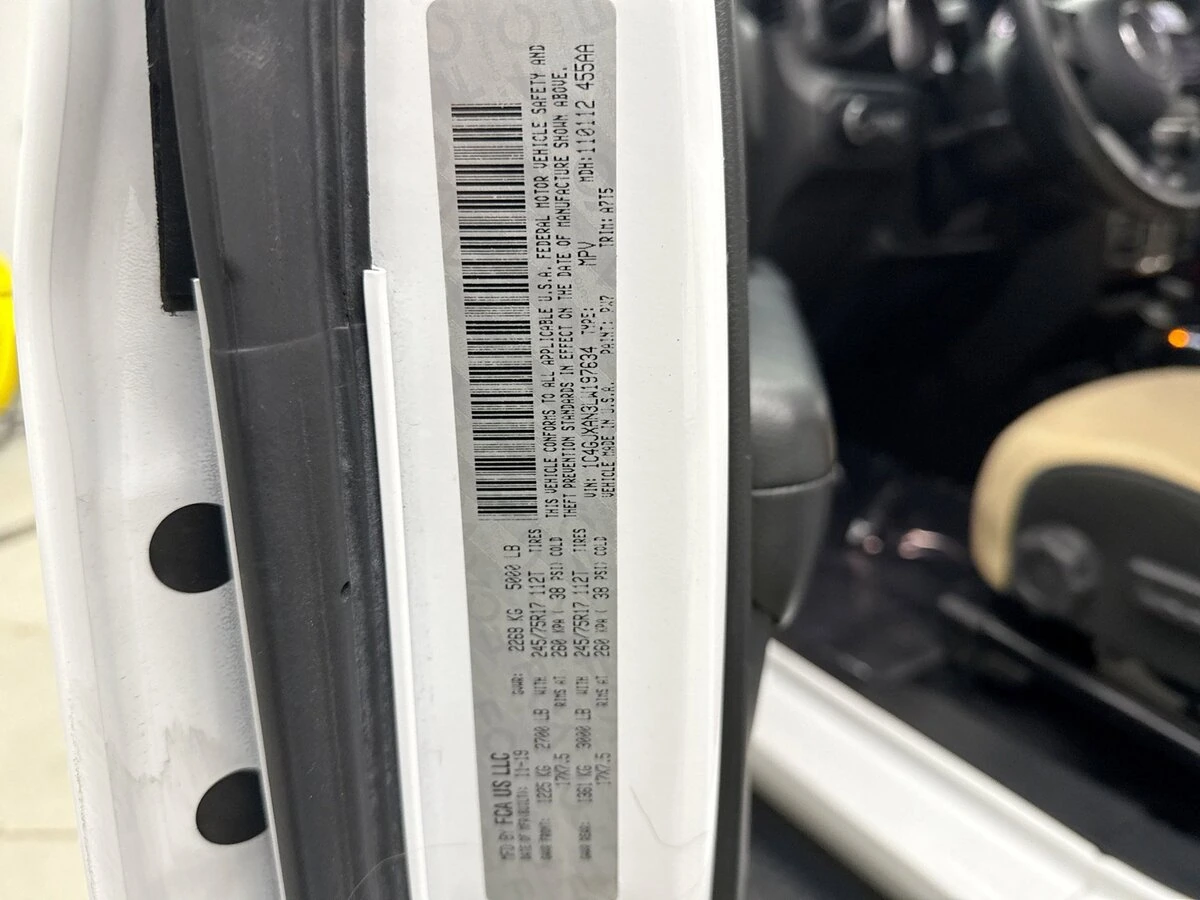 MFD BY FCA US LLC
DATE OF MFR/BUILT: 11-19 GVWR: 2268 KG 5000 LB
GAWR FRONT: 1225 KG 2700 LB WITH 245/75R17 112T TIRES
17X7.5 RIMS AT 260 KPA ( 38 PSI) COLD
GAWR REAR: 1361 KG 3000 LB WITH 245/75R17 112T TIRES
17X7.5 RIMS AT 260 KPA ( 38 PSI) COLD
THIS VEHICLE CONFORMS TO ALL APPLICABLE U.S.A. FEDERAL MOTOR VEHICLE SAFETY AND
THEFT PREVENTION STANDARDS IN EFFECT ON THE DATE OF MANUFACTURE SHOWN ABOVE.
VIN: 1C4GJXAN3LW197634 TYPE: MPV MDH:110112 455AA
VEHICLE MADE IN U.S.A. PAINT: PX7 TRIM: A7T5